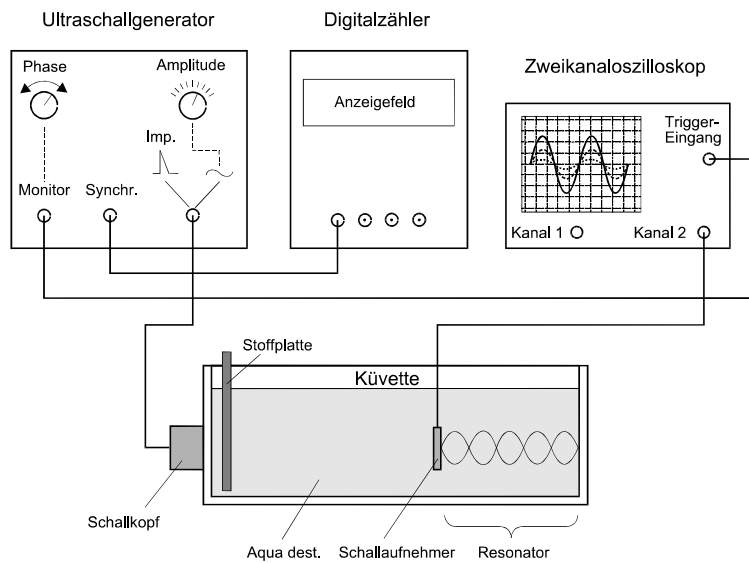 Ultraschallgenerator
Digitalzähler
Zweikanaloszilloskop
Phase
Amplitude
Imp.
Monitor
Synchr.
Anzeigefeld
Trigger-
Eingang
Kanal 1
Kanal 2
Stoffplatte
Küvette
Schallkopf
Aqua dest.
Schallaufnehmer
Resonator